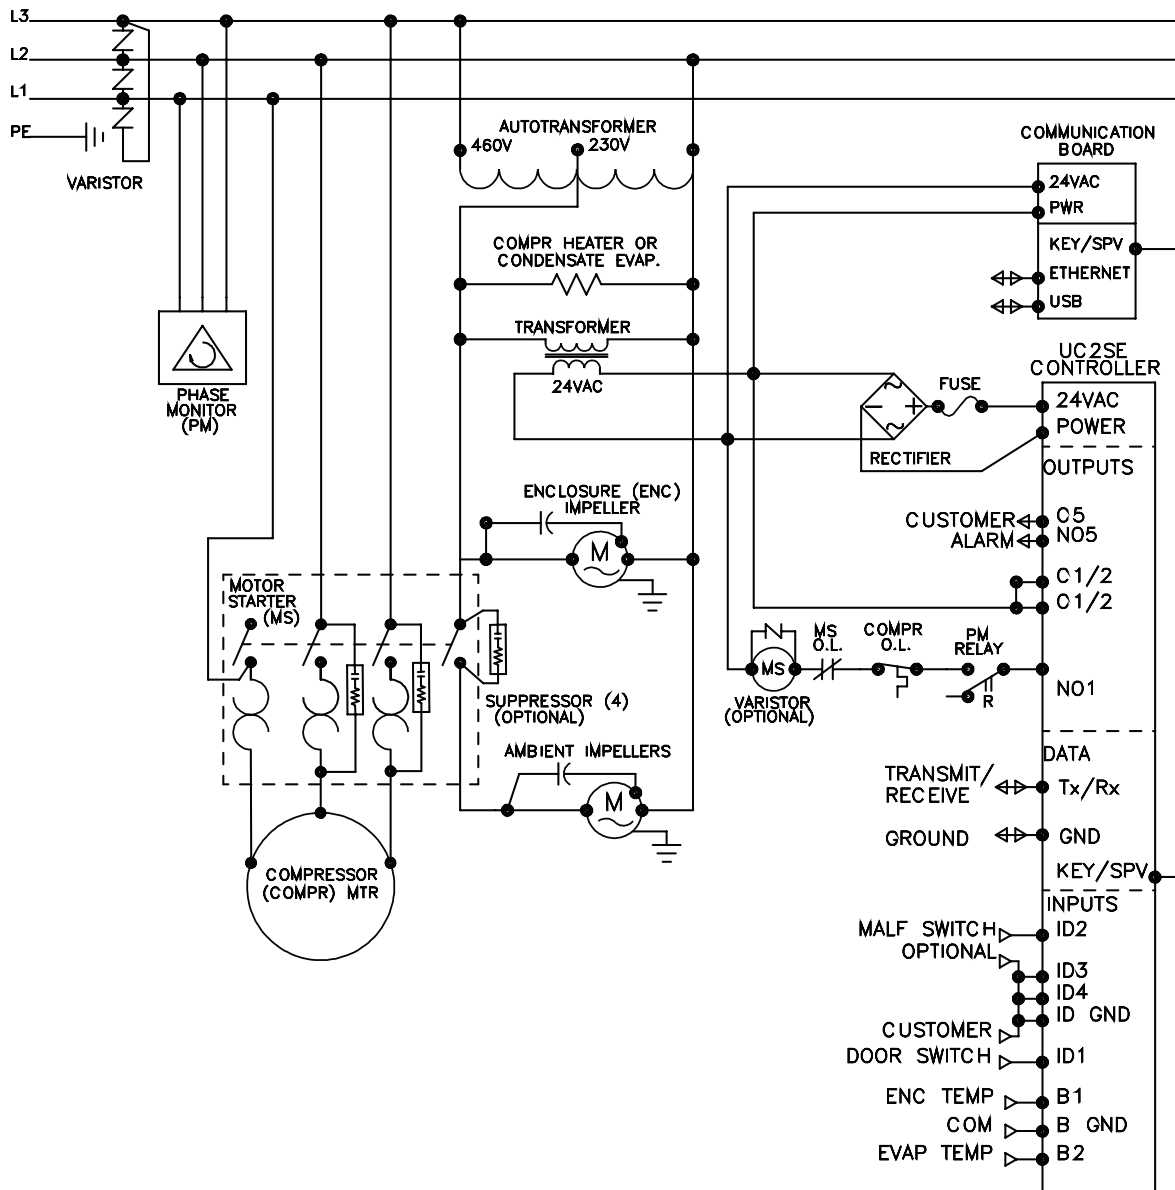 L3
L2
L1
PE
VARISTOR
AUTOTRANSFORMER
460V
230V
COMMUNICATION
BOARD
24VAC
PWR
KEY/SPV
ETHERNET
USB
COMPR HEATER OR
CONDENSATE EVAP.
TRANSFORMER
24VAC
PHASE
MONITOR
(PM)
UC2SE
CONTROLLER
FUSE
24VAC
POWER
RECTIFIER
OUTPUTS
ENCLOSURE (ENC)
IMPELLER
M
CUSTOMER
ALARM
C5
NO5
C1/2
C1/2
MOTOR
STARTER
(MS)
MS
O.L.
COMPR
O.L.
PM
RELAY
MS
R
NO1
VARISTOR
(OPTIONAL)
SUPPRESSOR (4)
(OPTIONAL)
AMBIENT IMPELLERS
M
DATA
TRANSMIT/
RECEIVE
Tx/Rx
GROUND
GND
KEY/SPV
COMPRESSOR
(COMPR) MTR
INPUTS
MALF SWITCH
OPTIONAL
ID2
ID3
ID4
ID GND
CUSTOMER
DOOR SWITCH
ID1
ENC TEMP
B1
COM
B GND
EVAP TEMP
B2